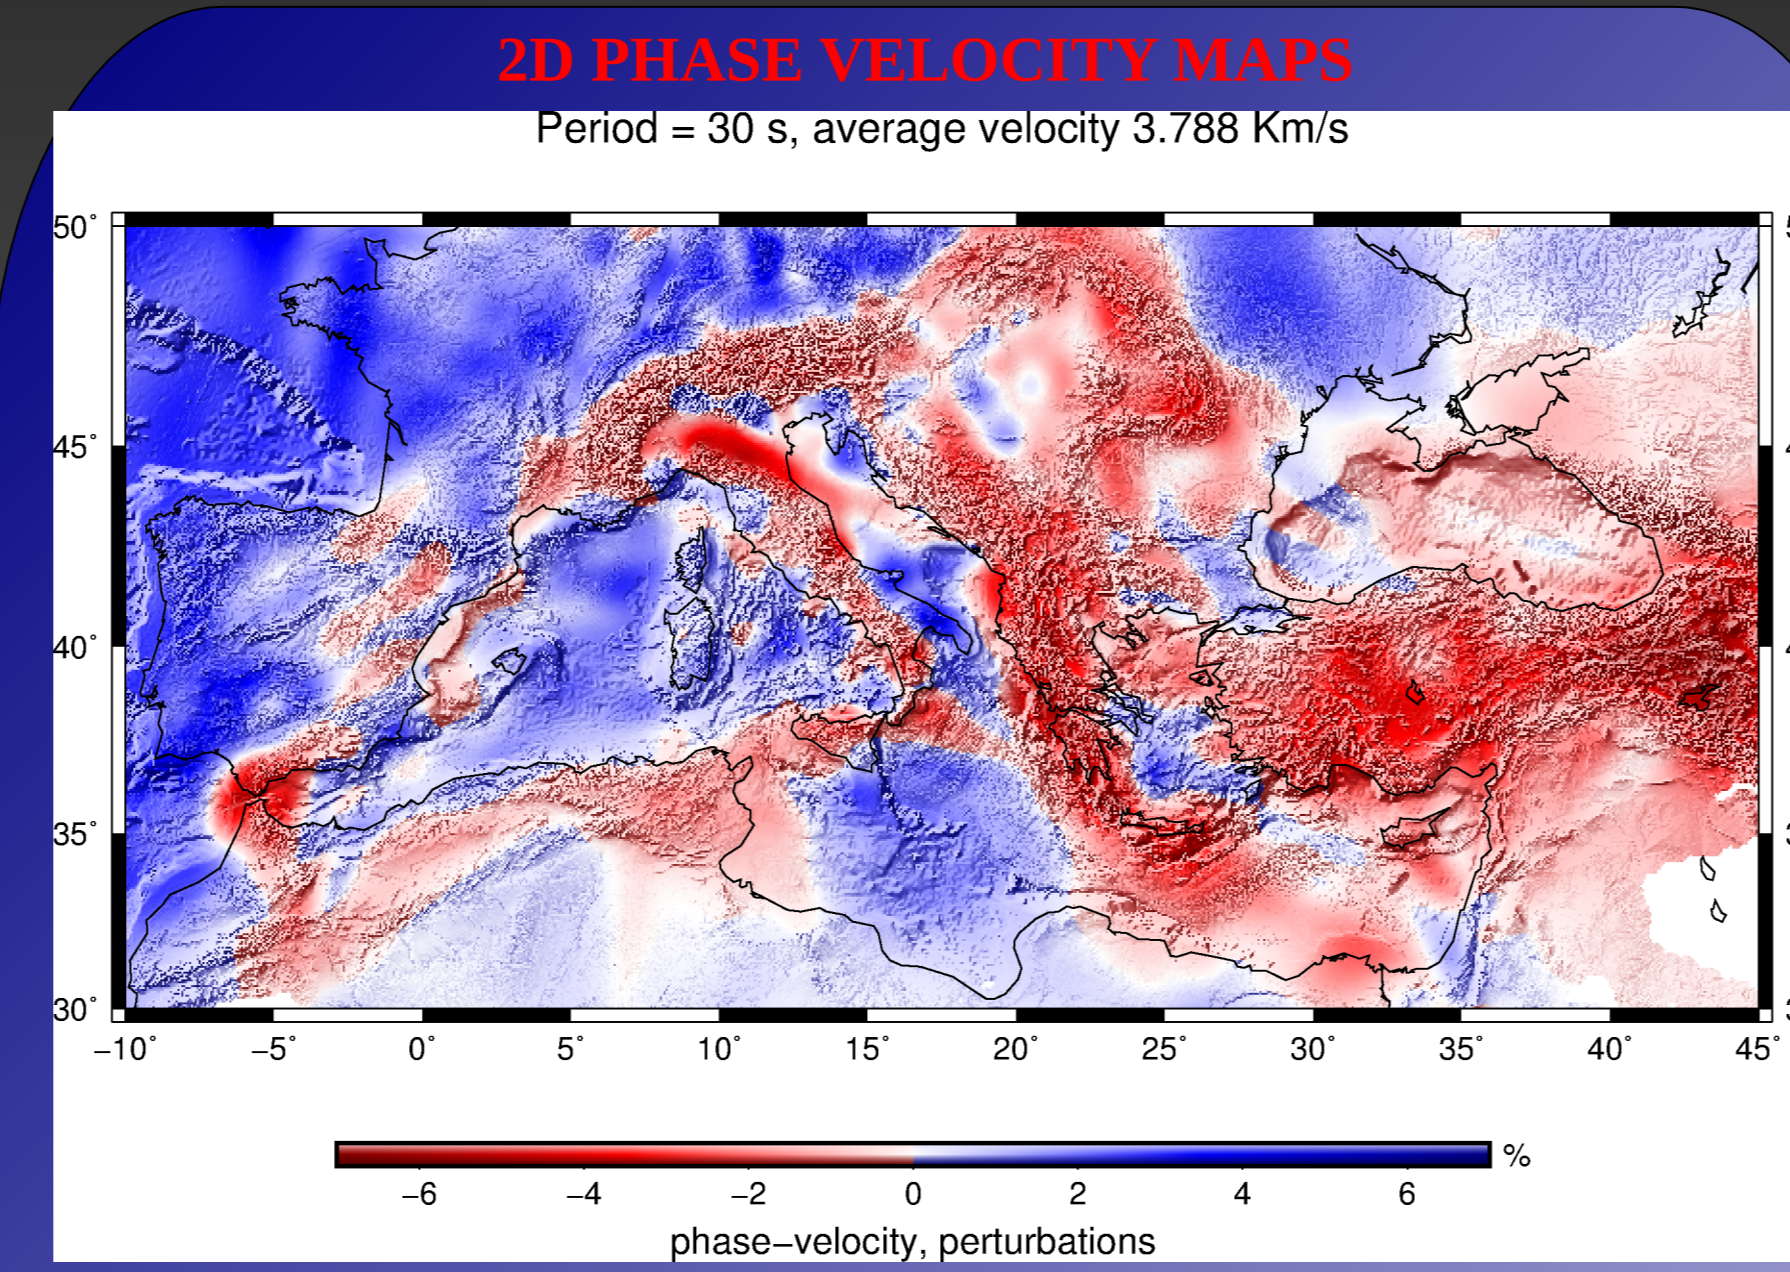 2D PHASE VELOCITY MAPS
Period = 30 s, average velocity 3.788 Km/s
50°
45°
40°
35°
30°
−10° −5° 0° 5° 10° 15° 20° 25° 30° 35° 40° 45°
%
−6 −4 −2 0 2 4 6
phase−velocity, perturbations